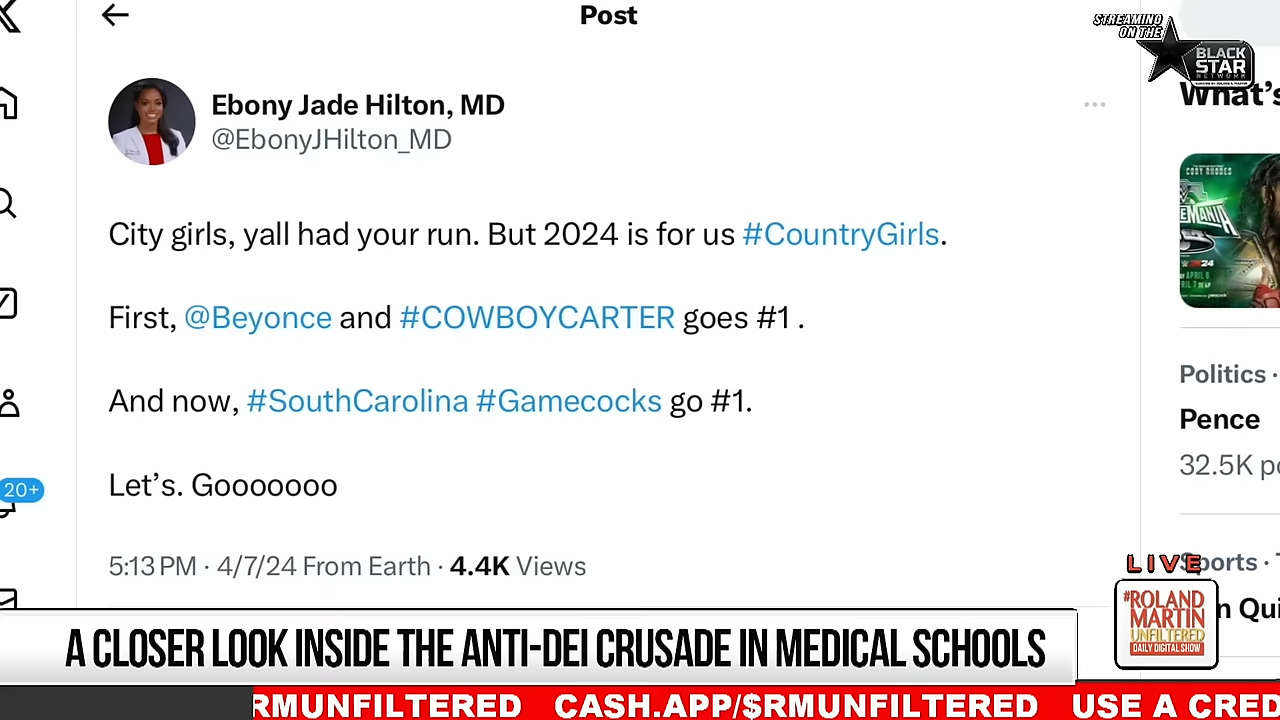 Post
STREAMING
ON THE
BLACK
STAR
NETWORK
Ebony Jade Hilton, MD
@EbonyJHilton_MD
What's
CODY RHODES
City girls, yall had your run. But 2024 is for us #CountryGirls.
First, @Beyonce and #COWBOYCARTER goes #1 .
And now, #SouthCarolina #Gamecocks go #1.
Let's. Gooooooo
5:13 PM · 4/7/24 From Earth · 4.4K Views
20+
Politics ·
Pence
32.5K
Sports ·
LIVE
#ROLAND
MARTIN
UNFILTERED
DAILY DIGITAL SHOW
A CLOSER LOOK INSIDE THE ANTI-DEI CRUSADE IN MEDICAL SCHOOLS
RMUNFILTERED CASH.APP/$RMUNFILTERED USE A CRED